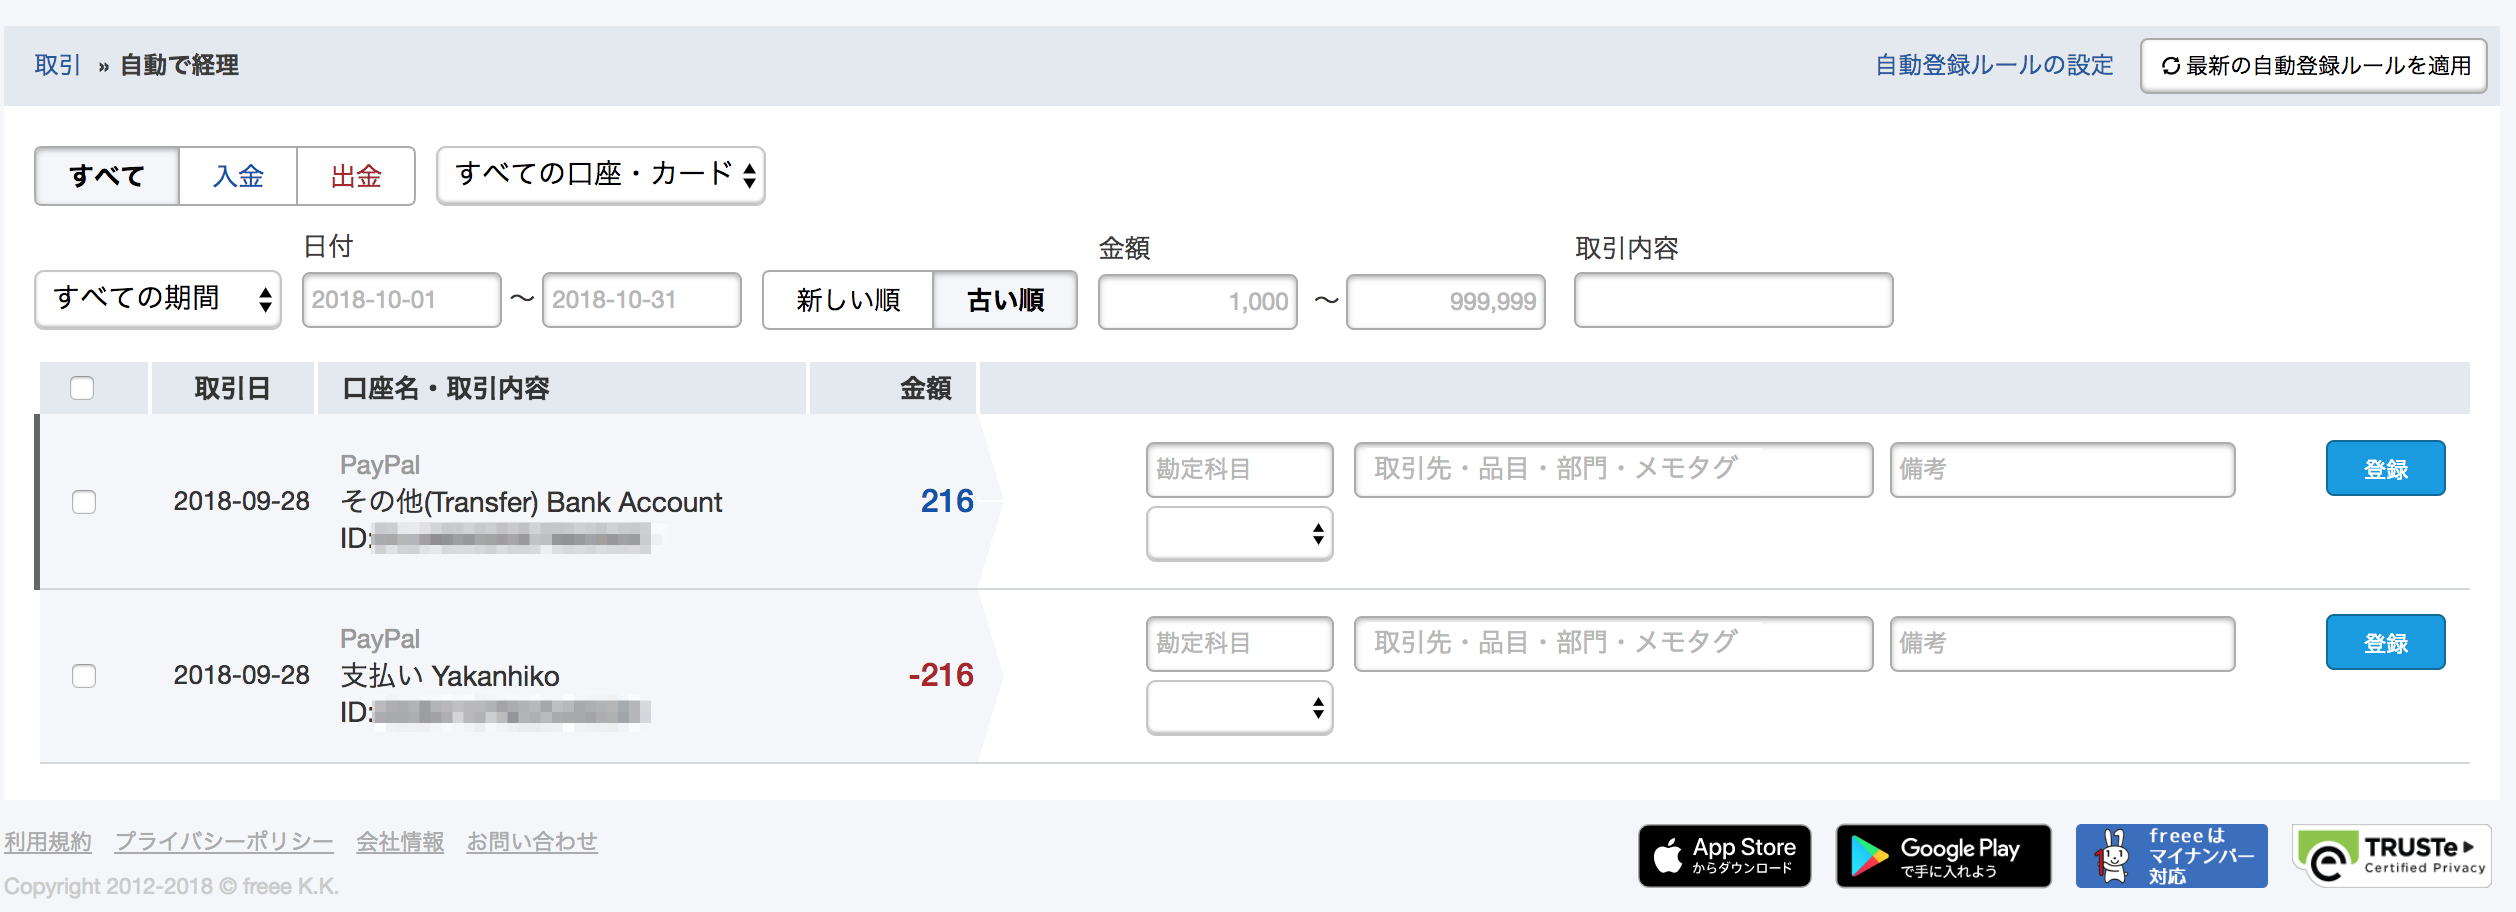 取引 » 自動で経理
自動登録ルールの設定
最新の自動登録ルールを適用
すべて 入金 出金 すべての口座・カード
日付 金額 取引内容
すべての期間 2018-10-01 〜 2018-10-31 新しい順 古い順 1,000 〜 999,999
取引日 口座名・取引内容 金額
PayPal
2018-09-28 その他(Transfer) Bank Account 216
ID:
勘定科目 取引先・品目・部門・メモタグ 備考 登録
PayPal
2018-09-28 支払い Yakanhiko -216
ID:
勘定科目 取引先・品目・部門・メモタグ 備考 登録
利用規約 プライバシーポリシー 会社情報 お問い合わせ
Copyright 2012-2018 © freee K.K.
App Store
からダウンロード
Google Play
で手に入れよう
freeeは
マイナンバー
対応
TRUSTe
Certified Privacy